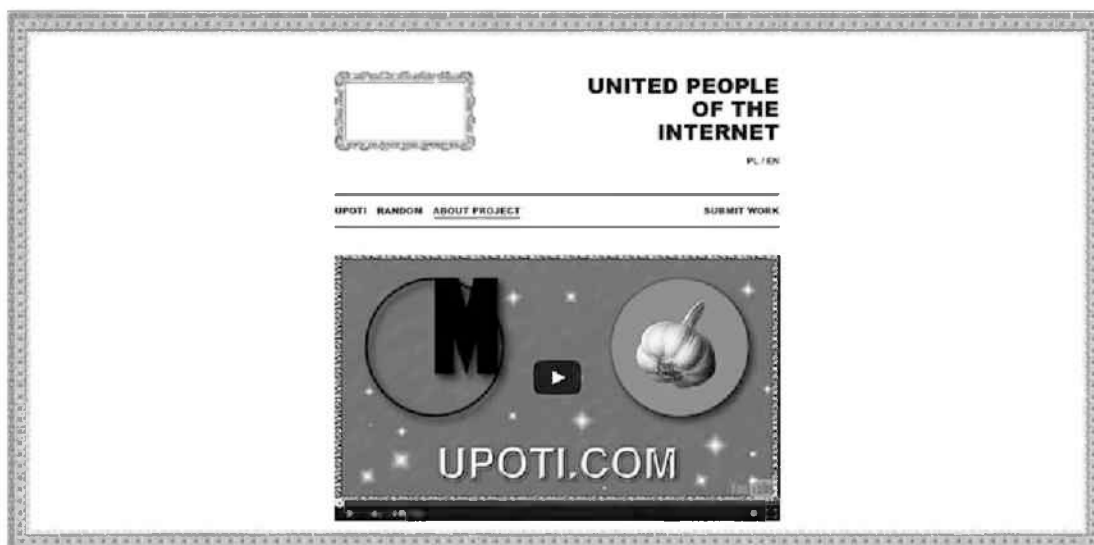 UNITED PEOPLE
OF THE
INTERNET
PL / EN
UPOTI RANDOM ABOUT PROJECT SUBMIT WORK
M
UPOTI.COM